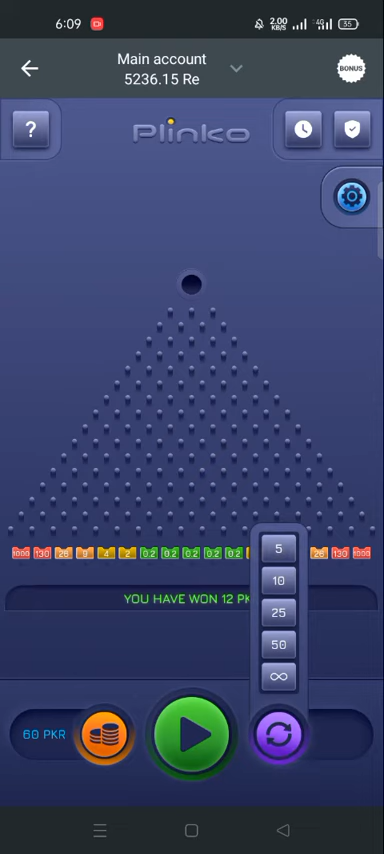 6:09
2.00 KB/S 4G 35
Main account
5236.15 Re
BONUS
?
Plinko
1000 130 26 9 4 2 0.2 0.2 0.2 0.2 0.2 26 130 1000
YOU HAVE WON 12 PK
5
10
25
50
∞
60 PKR